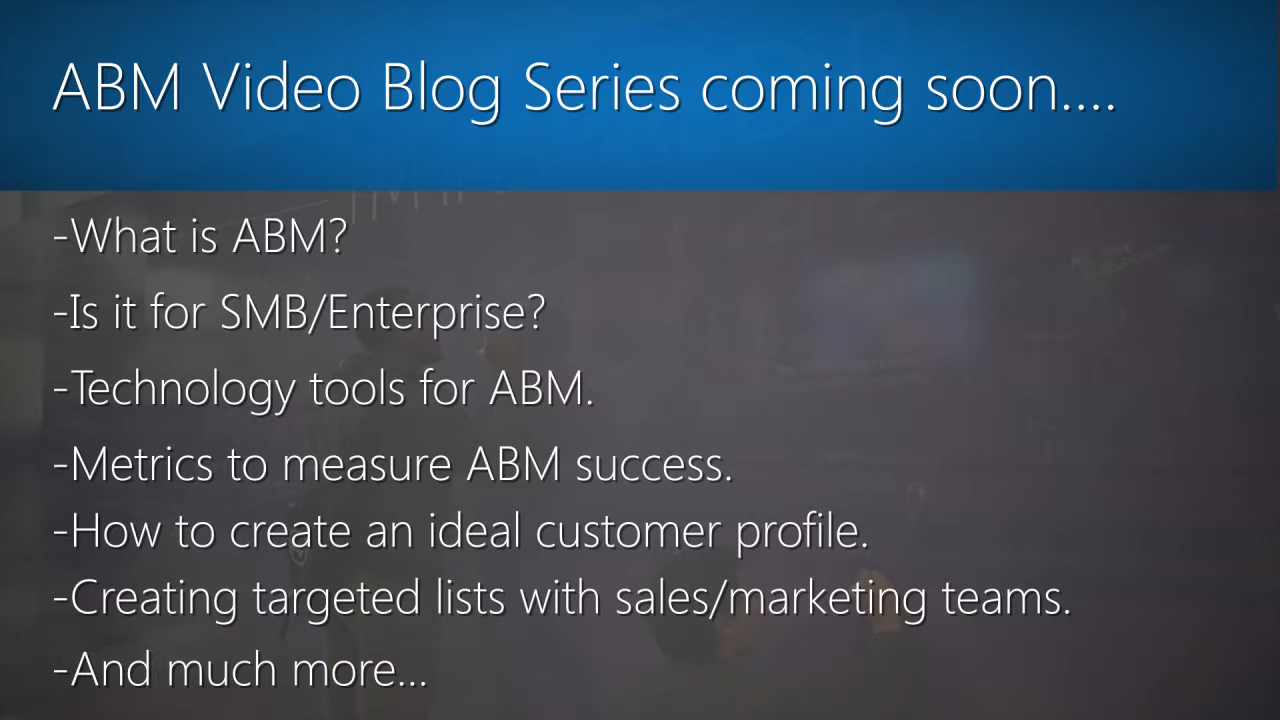 ABM Video Blog Series coming soon....
-What is ABM?
-Is it for SMB/Enterprise?
-Technology tools for ABM.
-Metrics to measure ABM success.
-How to create an ideal customer profile.
-Creating targeted lists with sales/marketing teams.
-And much more...